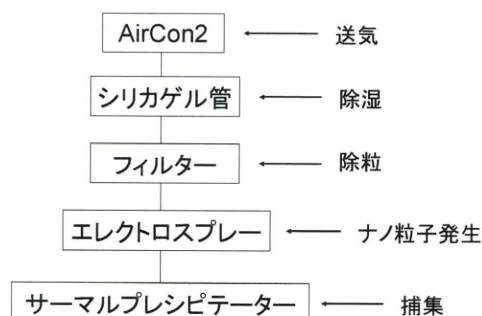 AirCon2 送気
シリカゲル管 除湿
フィルター 除粒
エレクトロスプレー ナノ粒子発生
サーマルプレシピテーター 捕集